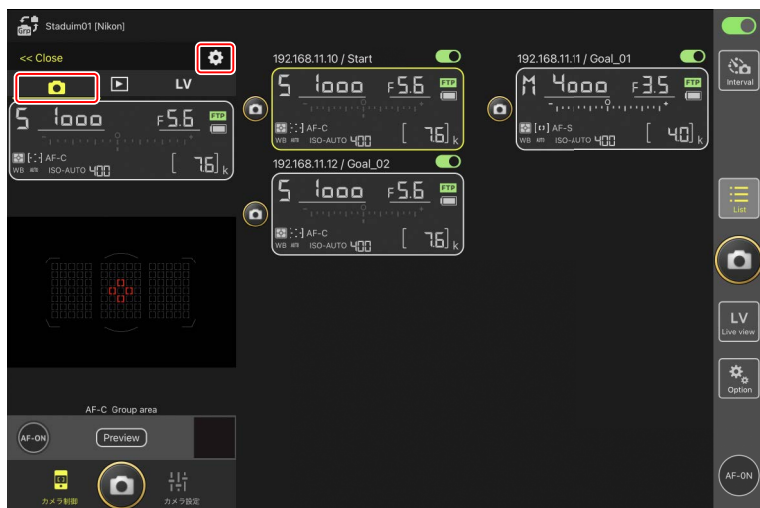 Grp
Staduim01 [Nikon]
<< Close
LV
S 1000 F5.6 FTP
[-:-] AF-C
WB ISO-AUTO 400 [ 7.6] k
AF-C Group area
AF-ON Preview
カメラ制御 カメラ設定
192.168.11.10 / Start
S 1000 F5.6 FTP
AF-C
WB ISO-AUTO 400 [ 7.6] k
192.168.11.11 / Goal_01
M 4000 F3.5 FTP
AF-S
WB ISO-AUTO 400 [ 4.0] k
192.168.11.12 / Goal_02
S 1000 F5.6 FTP
AF-C
WB ISO-AUTO 400 [ 7.6] k
Interval
List
LV
Live view
Option
AF-ON